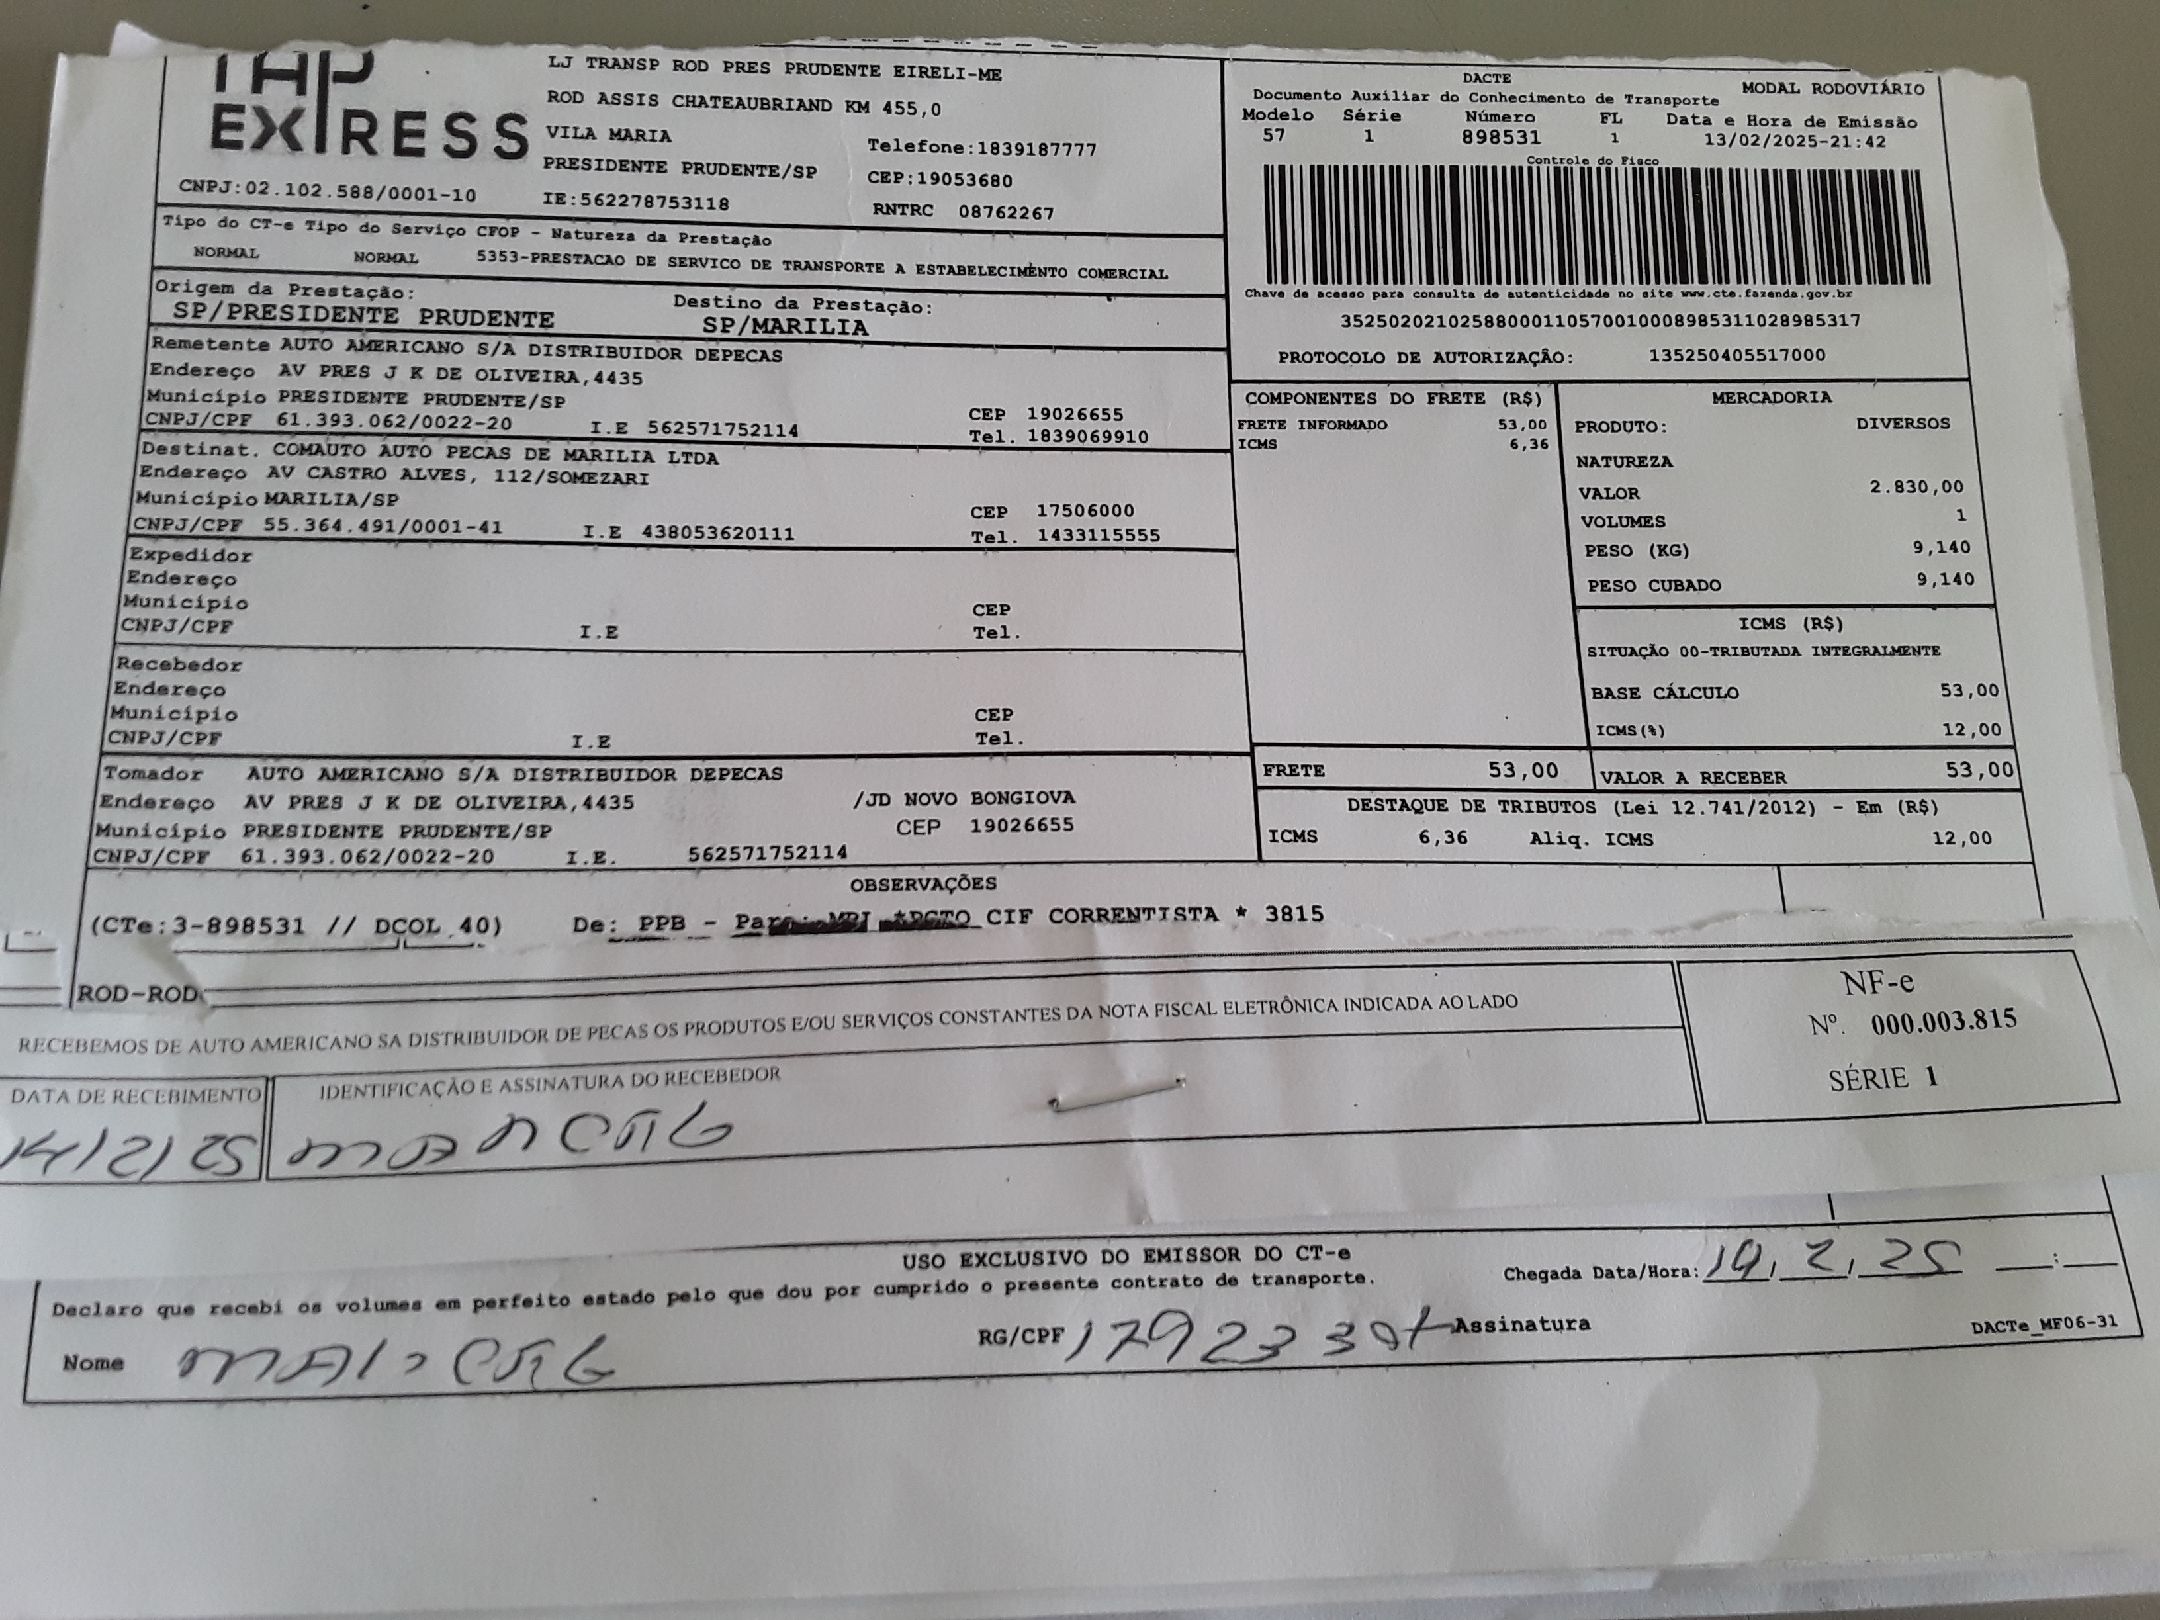 TAP
EXPRESS
CNPJ:02.102.588/0001-10
LJ TRANSP ROD PRES PRUDENTE EIRELI-ME
ROD ASSIS CHATEAUBRIAND KM 455,0
VILA MARIA
Telefone:1839187777
PRESIDENTE PRUDENTE/SP
CEP:19053680
IE:562278753118
RNTRC 08762267
DACTE
MODAL RODOVIÁRIO
Documento Auxiliar do Conhecimento de Transporte
Modelo Série Número FL Data e Hora de Emissão
57 1 898531 1 13/02/2025-21:42
Controle do Fisco
Chave de acesso para consulta de autenticidade no site www.cte.fazenda.gov.br
35250202102588000110570010008985311028985317
PROTOCOLO DE AUTORIZAÇÃO: 135250405517000
Tipo do CT-e Tipo do Serviço CFOP - Natureza da Prestação
NORMAL NORMAL 5353-PRESTACAO DE SERVICO DE TRANSPORTE A ESTABELECIMENTO COMERCIAL
Origem da Prestação: Destino da Prestação:
SP/PRESIDENTE PRUDENTE SP/MARILIA
Remetente AUTO AMERICANO S/A DISTRIBUIDOR DEPECAS
Endereço AV PRES J K DE OLIVEIRA,4435
Município PRESIDENTE PRUDENTE/SP CEP 19026655
CNPJ/CPF 61.393.062/0022-20 I.E 562571752114 Tel. 1839069910
Destinat. COMAUTO AUTO PECAS DE MARILIA LTDA
Endereço AV CASTRO ALVES, 112/SOMEZARI
Município MARILIA/SP CEP 17506000
CNPJ/CPF 55.364.491/0001-41 I.E 438053620111 Tel. 1433115555
Expedidor
Endereço
Município CEP
CNPJ/CPF I.E Tel.
Recebedor
Endereço
Município CEP
CNPJ/CPF I.E Tel.
Tomador AUTO AMERICANO S/A DISTRIBUIDOR DEPECAS
Endereço AV PRES J K DE OLIVEIRA,4435 /JD NOVO BONGIOVA
Município PRESIDENTE PRUDENTE/SP CEP 19026655
CNPJ/CPF 61.393.062/0022-20 I.E. 562571752114
COMPONENTES DO FRETE (R$)
FRETE INFORMADO 53,00
ICMS 6,36
MERCADORIA
PRODUTO: DIVERSOS
NATUREZA
VALOR 2.830,00
VOLUMES 1
PESO (KG) 9,140
PESO CUBADO 9,140
ICMS (R$)
SITUAÇÃO 00-TRIBUTADA INTEGRALMENTE
BASE CÁLCULO 53,00
ICMS(%) 12,00
FRETE 53,00 VALOR A RECEBER 53,00
DESTAQUE DE TRIBUTOS (Lei 12.741/2012) - Em (R$)
ICMS 6,36 Aliq. ICMS 12,00
OBSERVAÇÕES
(CTe:3-898531 // DCOL 40) De: PPB - CIF CORRENTISTA * 3815
ROD-ROD
RECEBEMOS DE AUTO AMERICANO SA DISTRIBUIDOR DE PECAS OS PRODUTOS E/OU SERVIÇOS CONSTANTES DA NOTA FISCAL ELETRÔNICA INDICADA AO LADO
NF-e
Nº. 000.003.815
SÉRIE 1
DATA DE RECEBIMENTO IDENTIFICAÇÃO E ASSINATURA DO RECEBEDOR
14/2/25
USO EXCLUSIVO DO EMISSOR DO CT-e
Declaro que recebi os volumes em perfeito estado pelo que dou por cumprido o presente contrato de transporte.
Chegada Data/Hora: 14, 2, 25 :
Nome RG/CPF Assinatura
DACTe_MF06-31